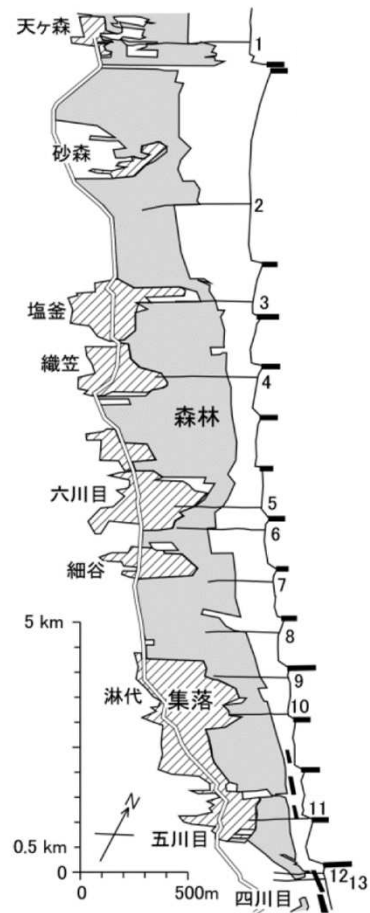 天ヶ森
1
砂森
2
塩釜
3
織笠
4
森林
六川目
5
6
細谷
7
5 km
8
9
淋代
集落
10
N
11
五川目
0.5 km
0
12
13
0
500m
四川目